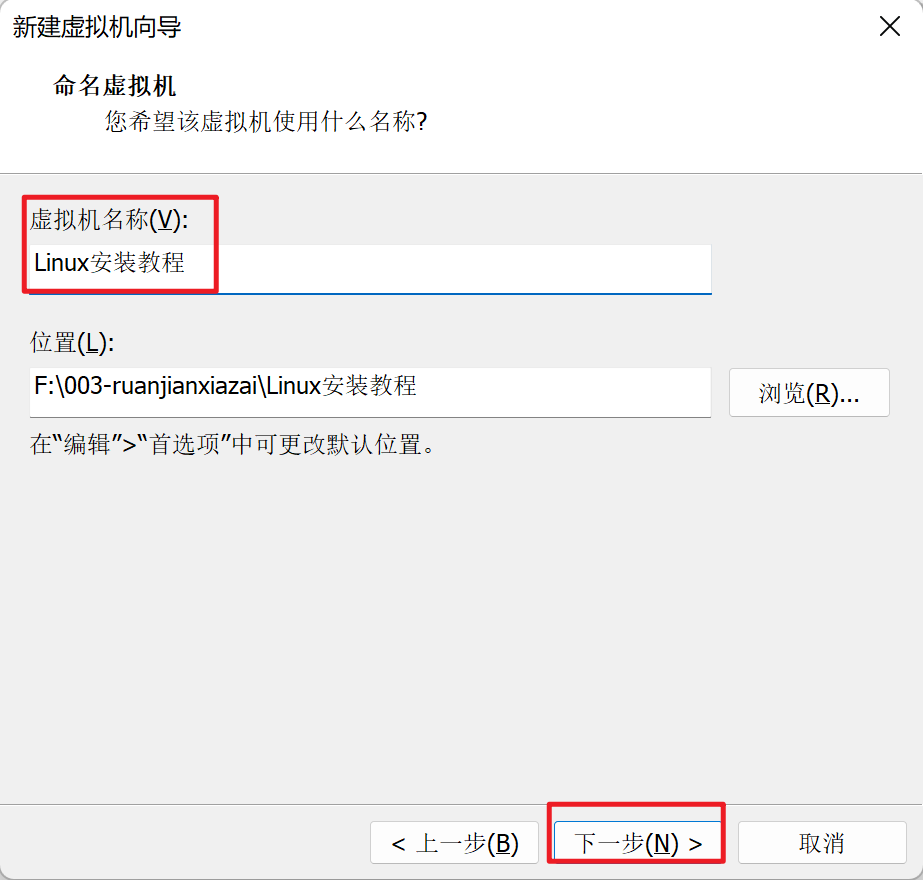 新建虚拟机向导
命名虚拟机
您希望该虚拟机使用什么名称?
虚拟机名称(V):
Linux安装教程
位置(L):
F:\003-ruanjianxiazai\Linux安装教程
浏览(R)...
在“编辑”>“首选项”中可更改默认位置。
< 上一步(B)
下一步(N) >
取消